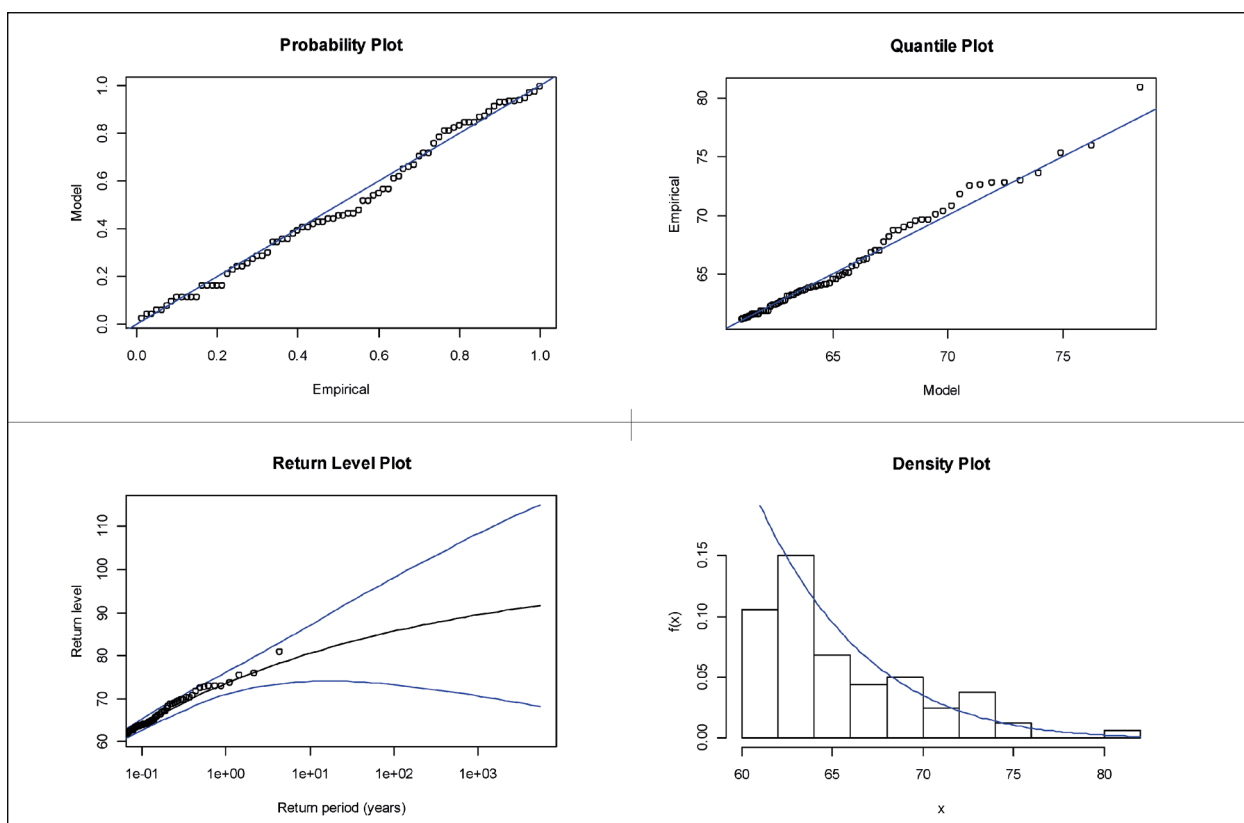 Probability Plot
Model
0.0 0.2 0.4 0.6 0.8 1.0
0.0 0.2 0.4 0.6 0.8 1.0
Empirical
Quantile Plot
Empirical
65 70 75 80
65 70 75
Model
Return Level Plot
Return level
60 70 80 90 100 110
1e-01 1e+00 1e+01 1e+02 1e+03
Return period (years)
Density Plot
f(x)
0.00 0.05 0.10 0.15
60 65 70 75 80
x